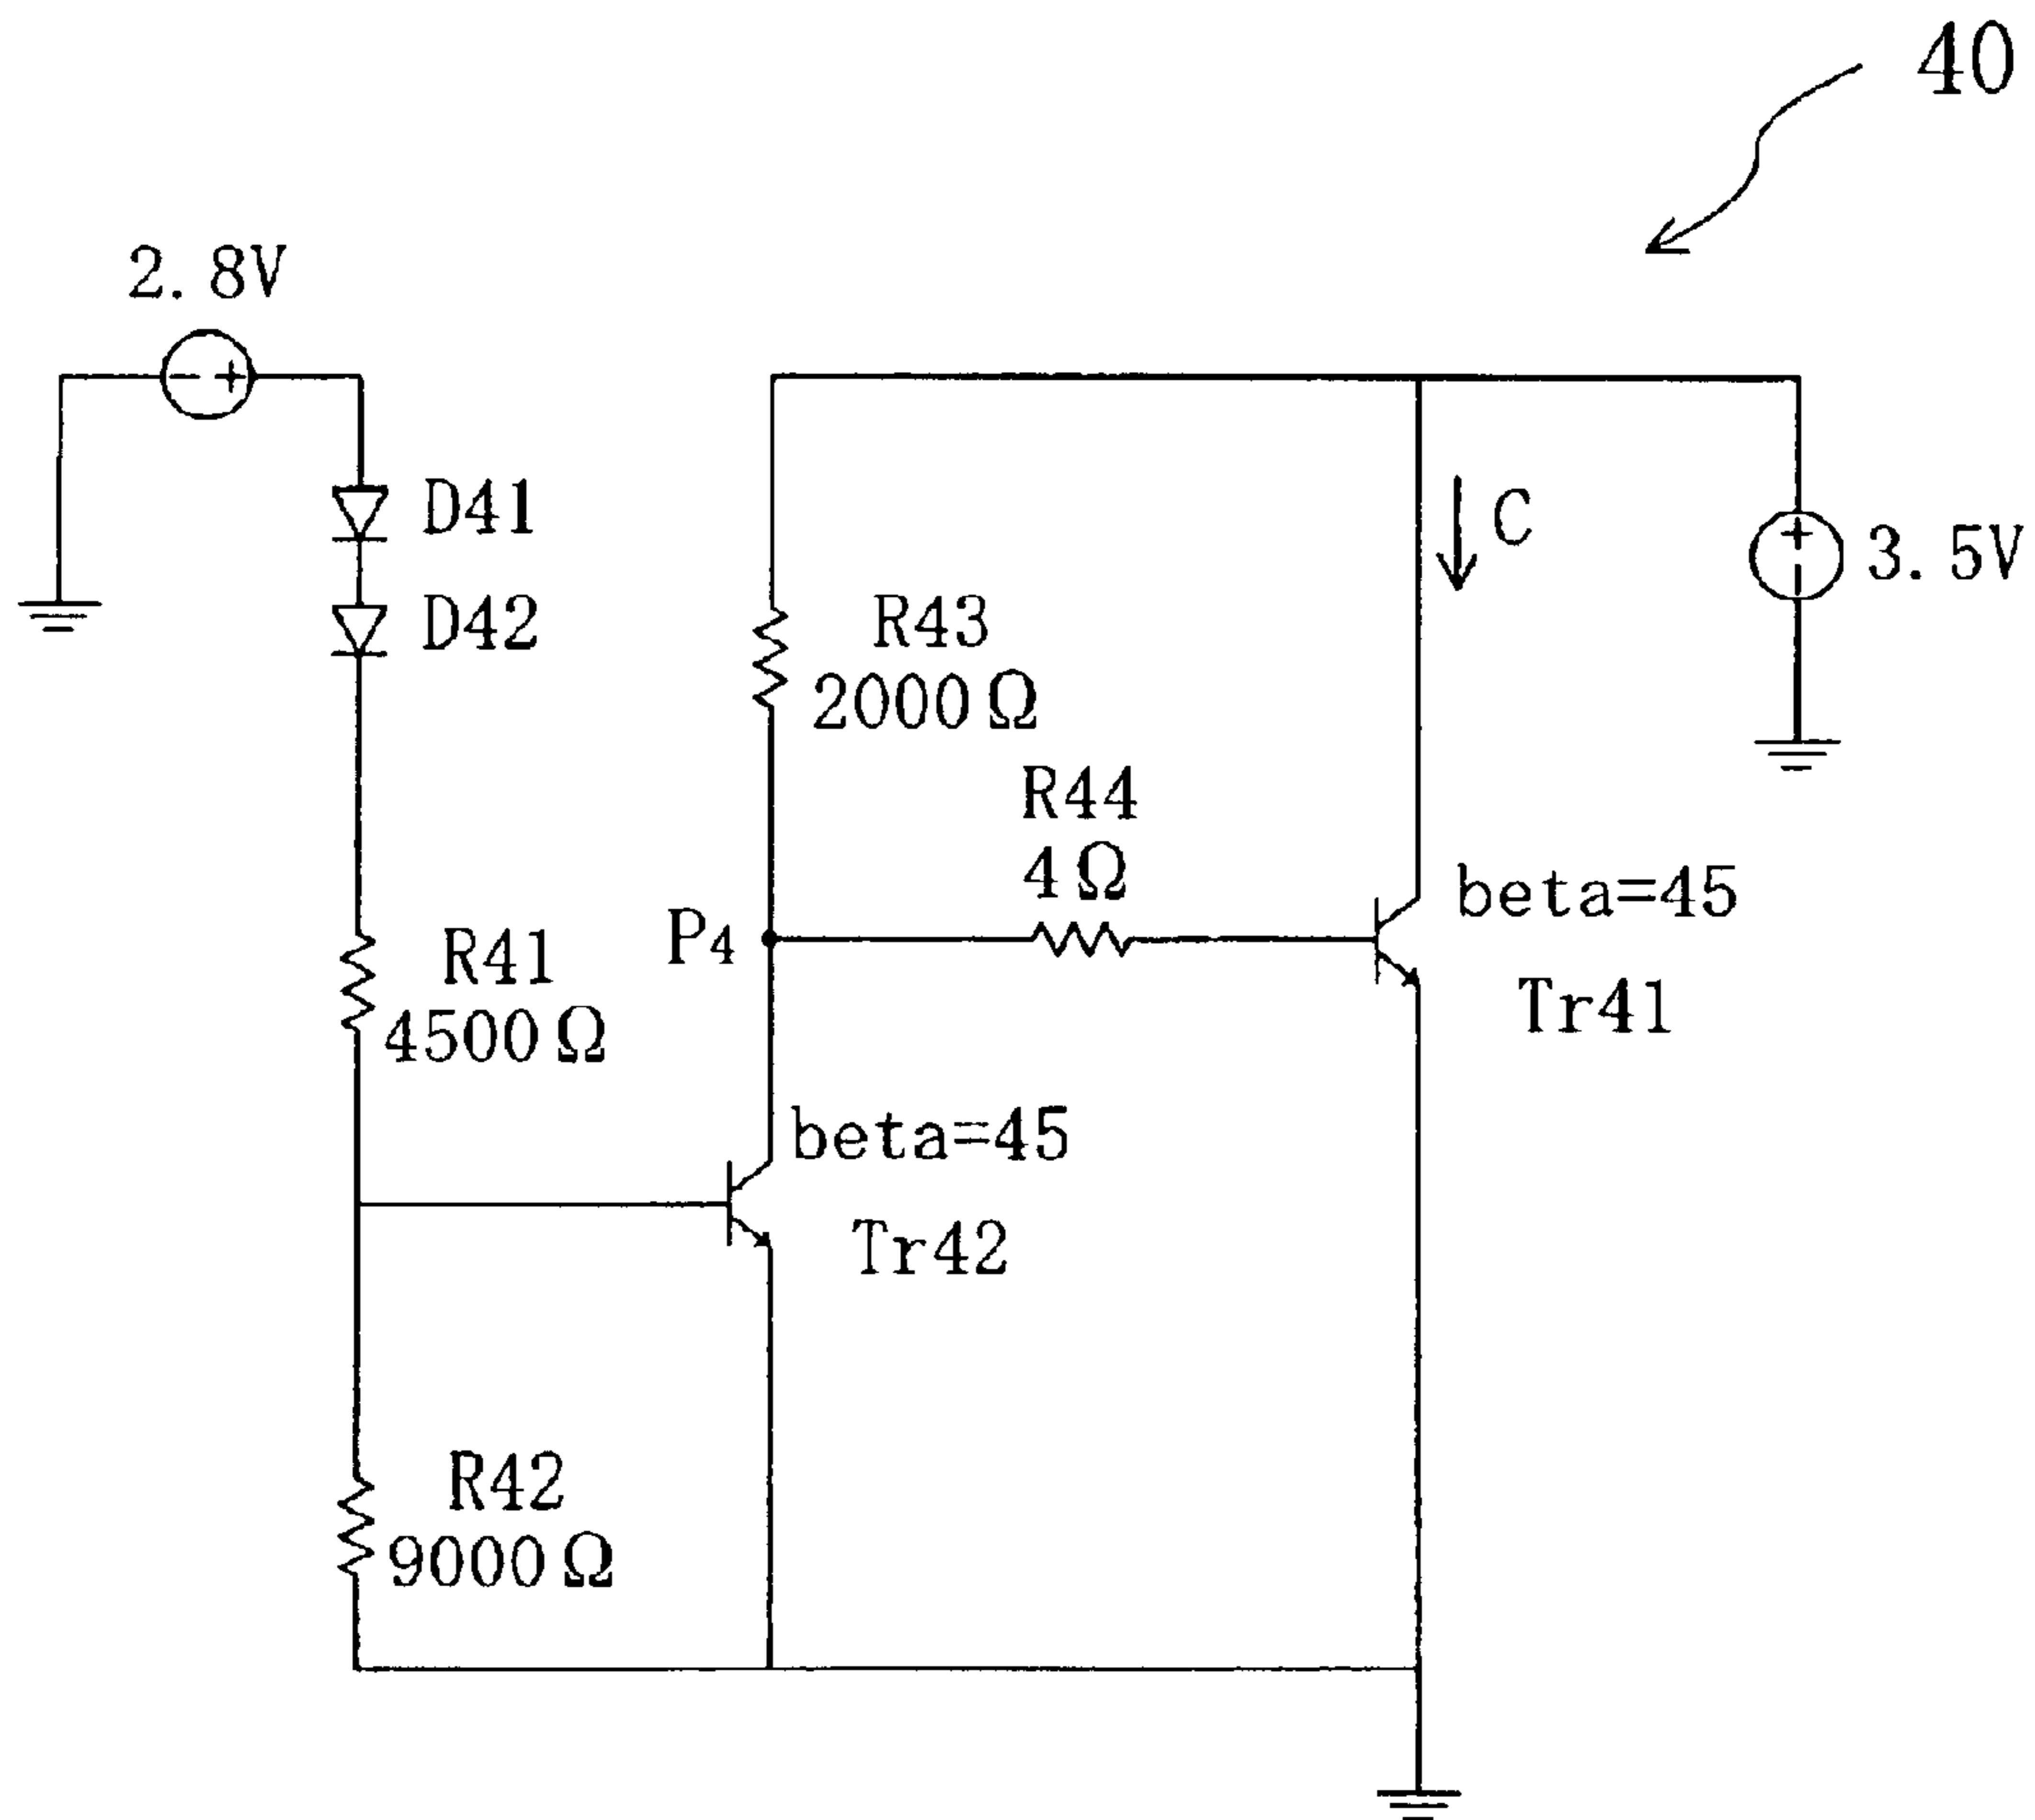 40
2. 8V
D41
D42
C
3. 5V
R43
2000Ω
R44
4Ω
beta=45
P4
Tr41
R41
4500Ω
beta=45
Tr42
R42
9000Ω